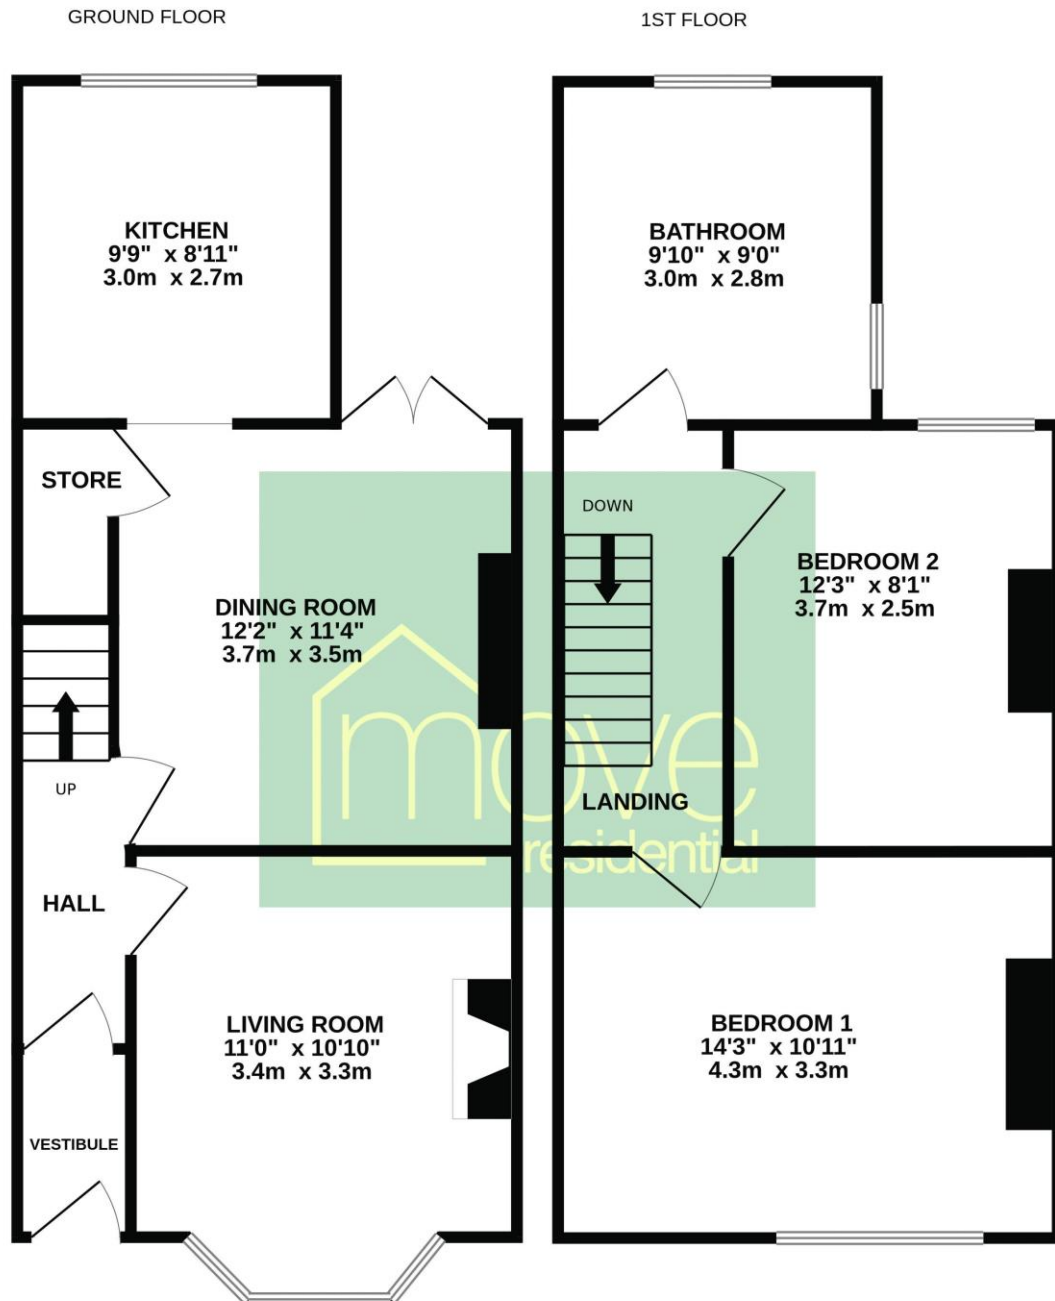 GROUND FLOOR
1ST FLOOR
KITCHEN
9'9" x 8'11"
3.0m x 2.7m
STORE
DINING ROOM
12'2" x 11'4"
3.7m x 3.5m
UP
HALL
LIVING ROOM
11'0" x 10'10"
3.4m x 3.3m
VESTIBULE
BATHROOM
9'10" x 9'0"
3.0m x 2.8m
DOWN
BEDROOM 2
12'3" x 8'1"
3.7m x 2.5m
LANDING
BEDROOM 1
14'3" x 10'11"
4.3m x 3.3m
move
residential